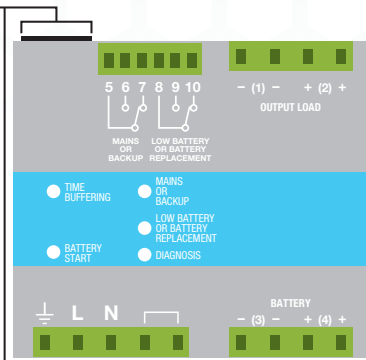 5 6 7 8 9 10
− (1) − + (2) +
OUTPUT LOAD
MAINS
OR
BACKUP
LOW BATTERY
OR BATTERY
REPLACEMENT
TIME
BUFFERING
MAINS
OR
BACKUP
LOW BATTERY
OR BATTERY
REPLACEMENT
BATTERY
START
DIAGNOSIS
L N
BATTERY
− (3) − + (4) +